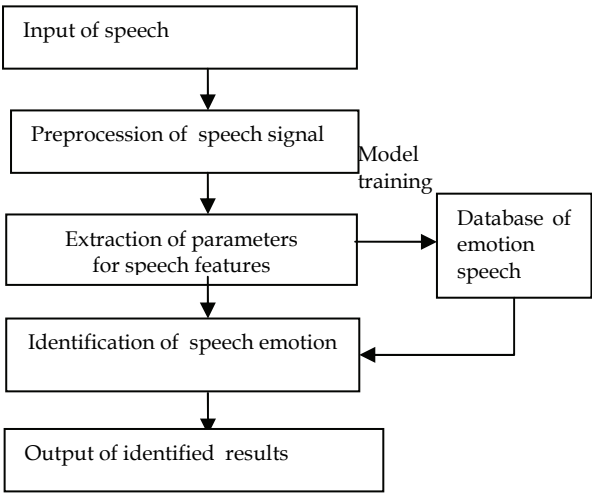 Input of speech
Preprocession of speech signal
Model
training
Extraction of parameters
for speech features
Database of
emotion
speech
Identification of speech emotion
Output of identified results